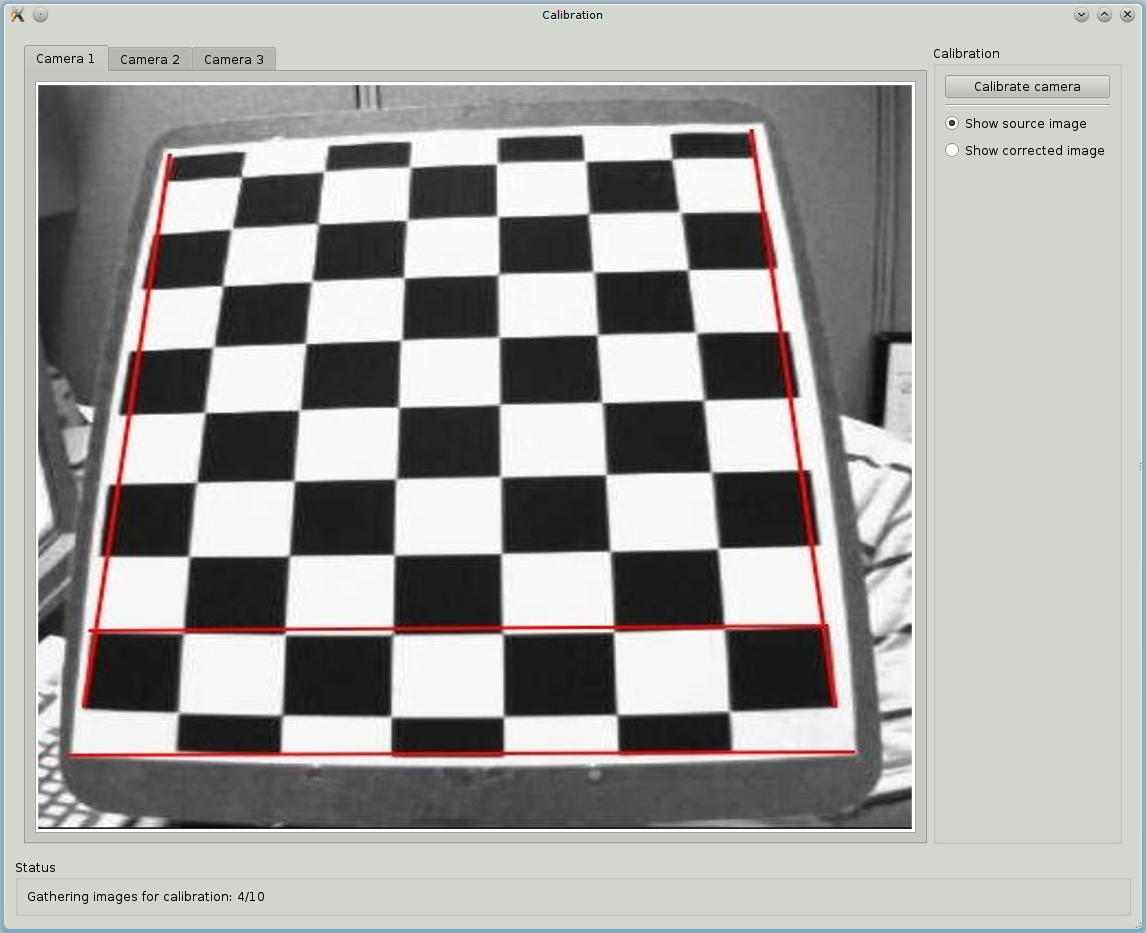 Calibration
Camera 1
Camera 2
Camera 3
Calibration
Calibrate camera
Show source image
Show corrected image
Status
Gathering images for calibration: 4/10